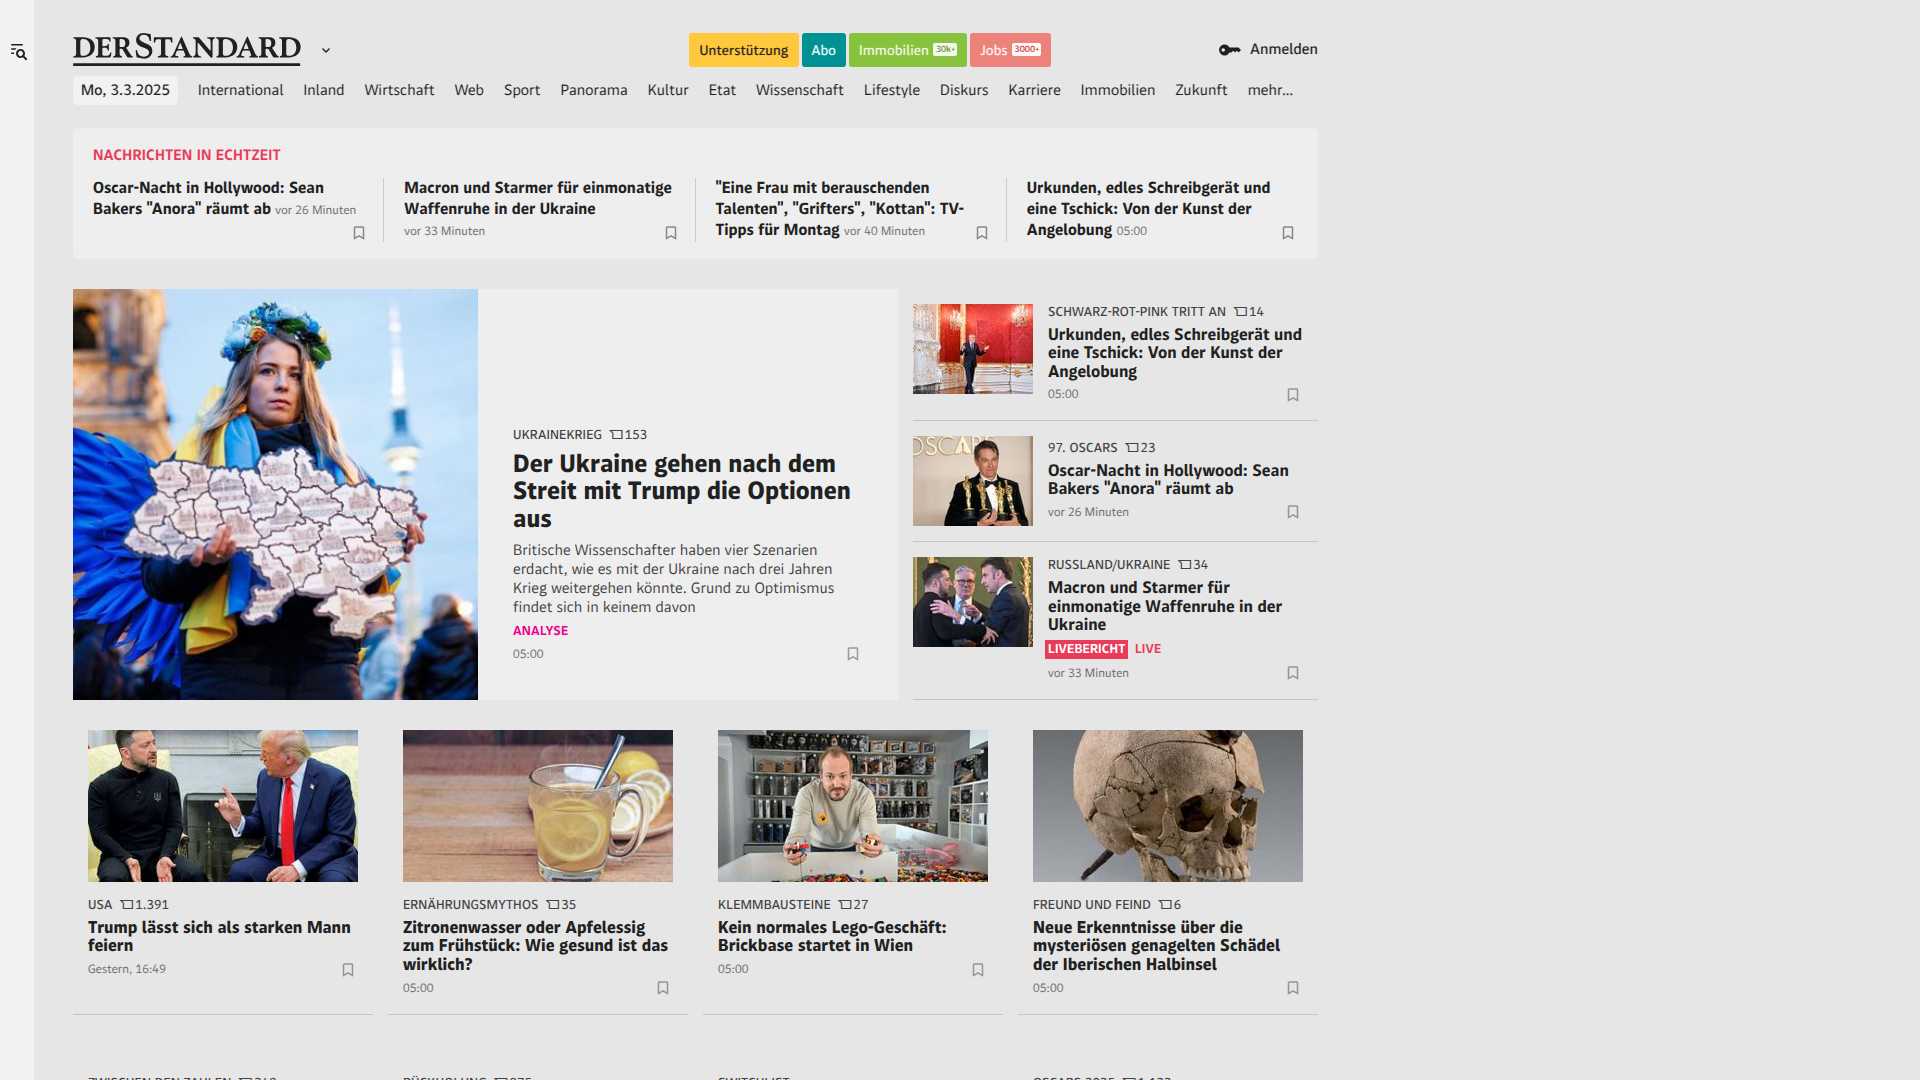 DERSTANDARD
Unterstützung
Abo
Immobilien 30k+
Jobs 3000+
Anmelden
Mo, 3.3.2025
International
Inland
Wirtschaft
Web
Sport
Panorama
Kultur
Etat
Wissenschaft
Lifestyle
Diskurs
Karriere
Immobilien
Zukunft
mehr...
NACHRICHTEN IN ECHTZEIT
Oscar-Nacht in Hollywood: Sean
Bakers "Anora" räumt ab vor 26 Minuten
Macron und Starmer für einmonatige
Waffenruhe in der Ukraine
vor 33 Minuten
"Eine Frau mit berauschenden
Talenten", "Grifters", "Kottan": TV-
Tipps für Montag vor 40 Minuten
Urkunden, edles Schreibgerät und
eine Tschick: Von der Kunst der
Angelobung 05:00
UKRAINEKRIEG 153
Der Ukraine gehen nach dem
Streit mit Trump die Optionen
aus
Britische Wissenschafter haben vier Szenarien
erdacht, wie es mit der Ukraine nach drei Jahren
Krieg weitergehen könnte. Grund zu Optimismus
findet sich in keinem davon
ANALYSE
05:00
SCHWARZ-ROT-PINK TRITT AN 14
Urkunden, edles Schreibgerät und
eine Tschick: Von der Kunst der
Angelobung
05:00
OSCARS
97. OSCARS 23
Oscar-Nacht in Hollywood: Sean
Bakers "Anora" räumt ab
vor 26 Minuten
RUSSLAND/UKRAINE 34
Macron und Starmer für
einmonatige Waffenruhe in der
Ukraine
LIVEBERICHT LIVE
vor 33 Minuten
USA 1.391
Trump lässt sich als starken Mann
feiern
Gestern, 16:49
ERNÄHRUNGSMYTHOS 35
Zitronenwasser oder Apfelessig
zum Frühstück: Wie gesund ist das
wirklich?
05:00
KLEMMBAUSTEINE 27
Kein normales Lego-Geschäft:
Brickbase startet in Wien
05:00
FREUND UND FEIND 6
Neue Erkenntnisse über die
mysteriösen genagelten Schädel
der Iberischen Halbinsel
05:00
ZWISCHEN DEN ZAHLEN
SWITCHLIST
OSCARS 2025